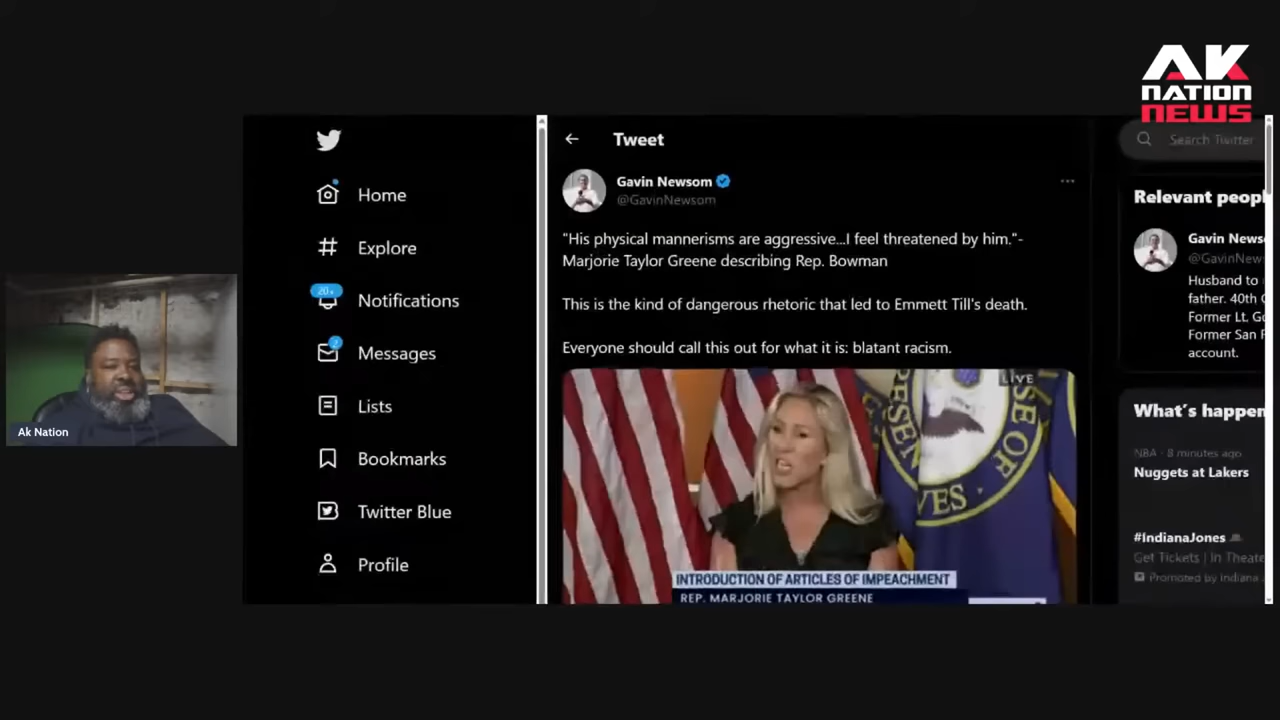 AK
NATION
NEWS
Ak Nation
Home
Explore
20+
Notifications
2
Messages
Lists
Bookmarks
Twitter Blue
Profile
Tweet
Gavin Newsom
@GavinNewsom
"His physical mannerisms are aggressive...I feel threatened by him."-
Marjorie Taylor Greene describing Rep. Bowman
This is the kind of dangerous rhetoric that led to Emmett Till's death.
Everyone should call this out for what it is: blatant racism.
LIVE
INTRODUCTION OF ARTICLES OF IMPEACHMENT
REP. MARJORIE TAYLOR GREENE
Search Twitter
Relevant peopl
Gavin News
@GavinNew
Husband to
father. 40th
Former Lt. Go
Former San F
account.
What's happen
NBA · 8 minutes ago
Nuggets at Lakers
#IndianaJones
Get Tickets | In Theate
Promoted by Indiana